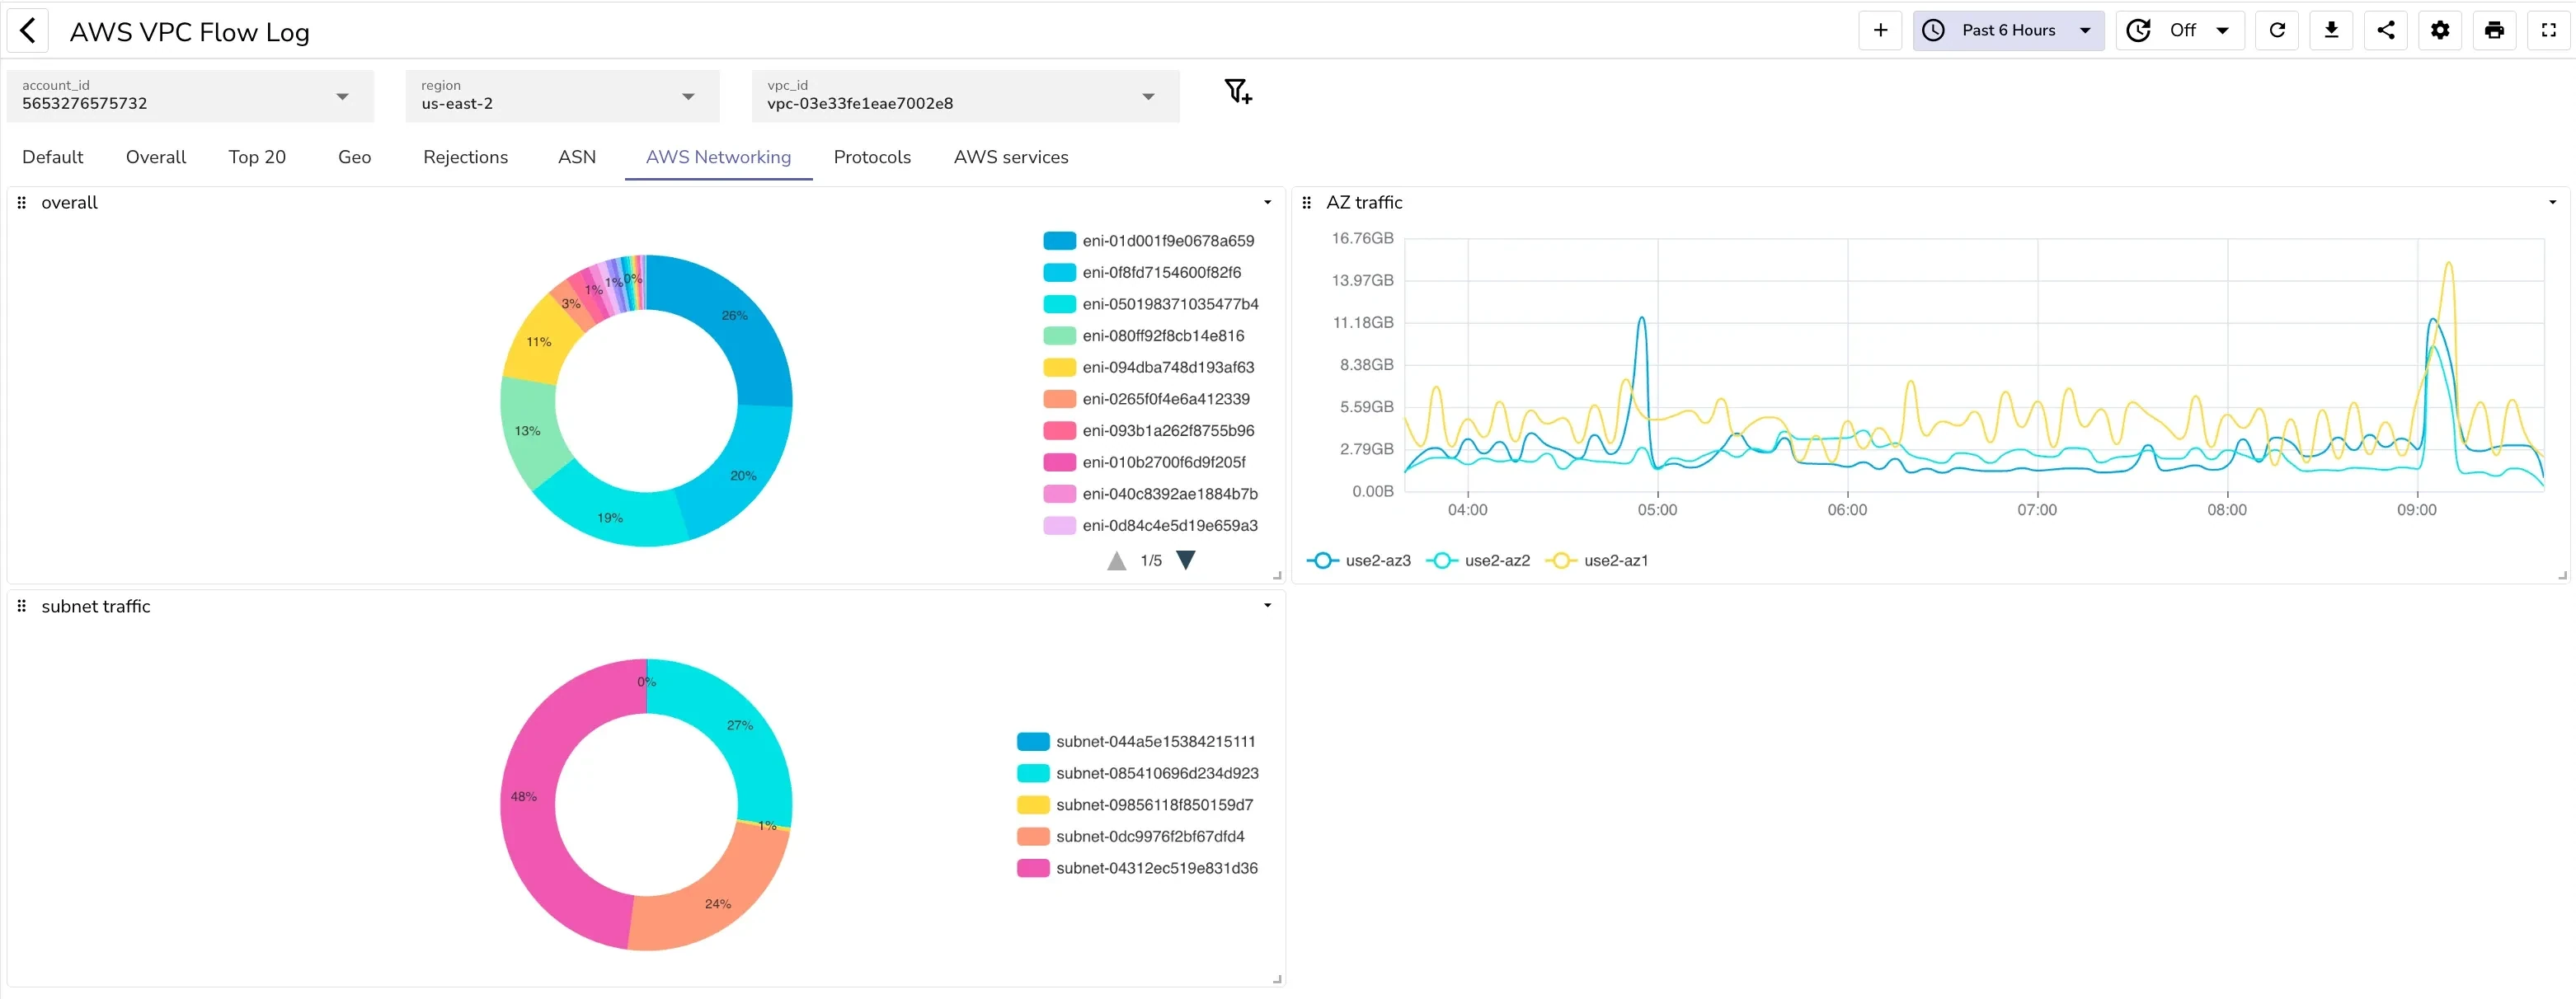 AWS VPC Flow Log
Past 6 Hours
Off
account_id
5653276575732
region
us-east-2
vpc_id
vpc-03e33fe1eae7002e8
Default
Overall
Top 20
Geo
Rejections
ASN
AWS Networking
Protocols
AWS services
overall
26%
20%
19%
13%
11%
3%
1%
1%
0%
eni-01d001f9e0678a659
eni-0f8fd7154600f82f6
eni-050198371035477b4
eni-080ff92f8cb14e816
eni-094dba748d193af63
eni-0265f0f4e6a412339
eni-093b1a262f8755b96
eni-010b2700f6d9f205f
eni-040c8392ae1884b7b
eni-0d84c4e5d19e659a3
1/5
AZ traffic
16.76GB
13.97GB
11.18GB
8.38GB
5.59GB
2.79GB
0.00B
04:00
05:00
06:00
07:00
08:00
09:00
use2-az3
use2-az2
use2-az1
subnet traffic
0%
27%
1%
24%
48%
subnet-044a5e15384215111
subnet-085410696d234d923
subnet-09856118f850159d7
subnet-0dc9976f2bf67dfd4
subnet-04312ec519e831d36